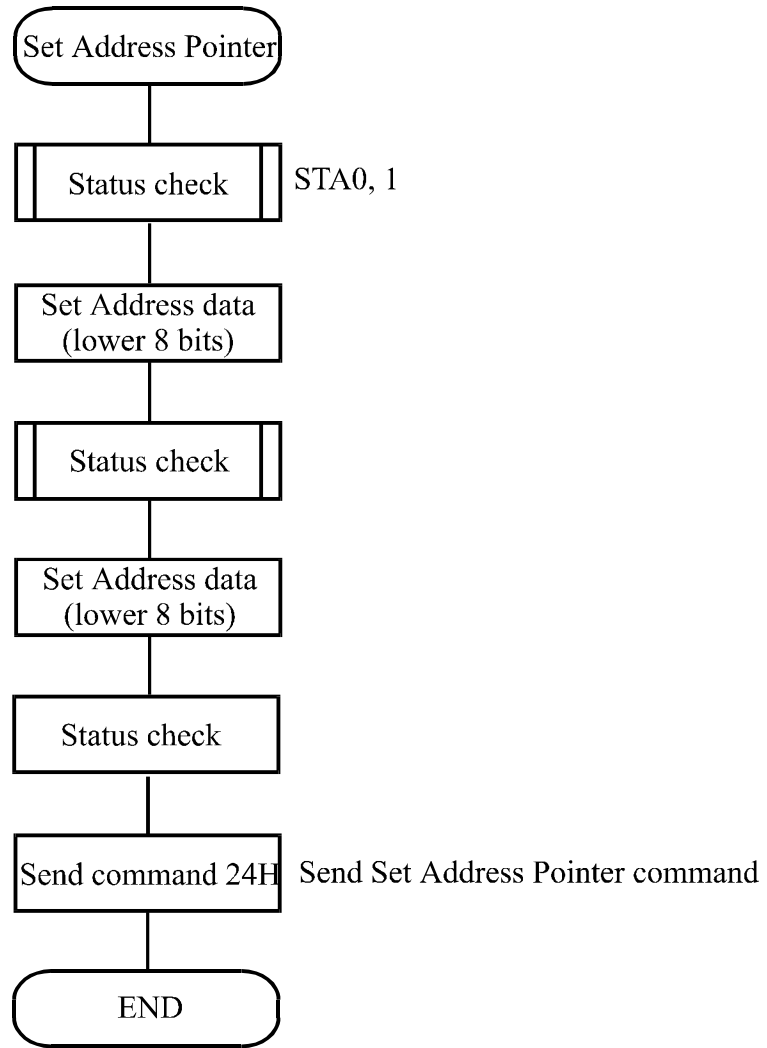 Set Address Pointer
Status check
STA0, 1
Set Address data
(lower 8 bits)
Status check
Set Address data
(lower 8 bits)
Status check
Send command 24H
Send Set Address Pointer command
END